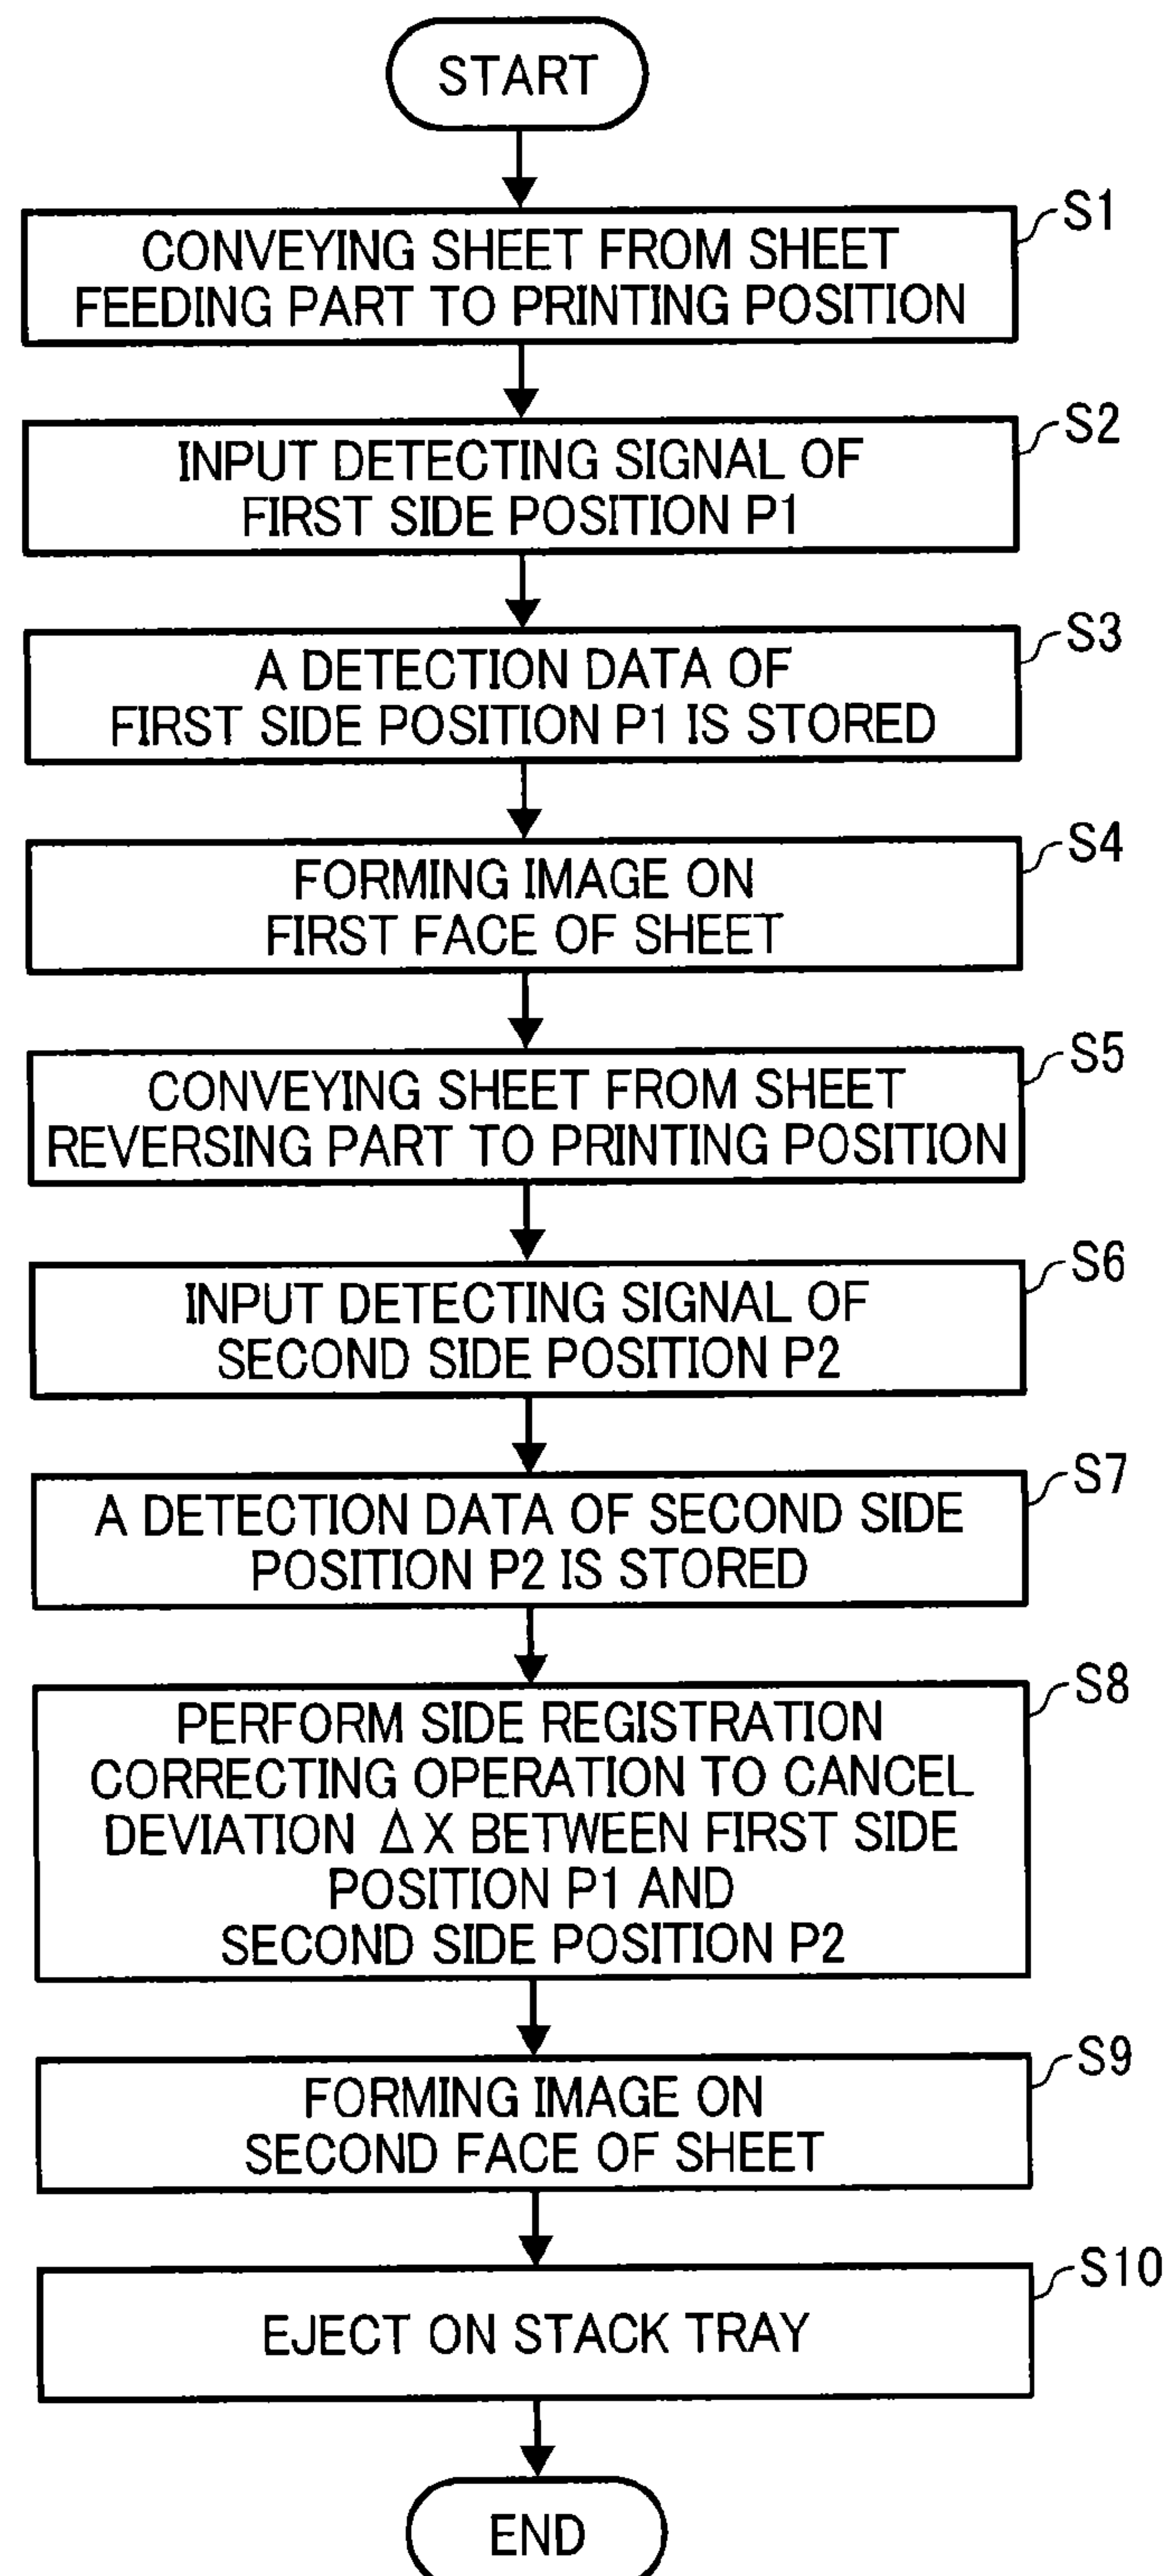 START
S1
CONVEYING SHEET FROM SHEET
FEEDING PART TO PRINTING POSITION
S2
INPUT DETECTING SIGNAL OF
FIRST SIDE POSITION P1
S3
A DETECTION DATA OF
FIRST SIDE POSITION P1 IS STORED
S4
FORMING IMAGE ON
FIRST FACE OF SHEET
S5
CONVEYING SHEET FROM SHEET
REVERSING PART TO PRINTING POSITION
S6
INPUT DETECTING SIGNAL OF
SECOND SIDE POSITION P2
S7
A DETECTION DATA OF SECOND SIDE
POSITION P2 IS STORED
S8
PERFORM SIDE REGISTRATION
CORRECTING OPERATION TO CANCEL
DEVIATION ΔX BETWEEN FIRST SIDE
POSITION P1 AND
SECOND SIDE POSITION P2
S9
FORMING IMAGE ON
SECOND FACE OF SHEET
S10
EJECT ON STACK TRAY
END